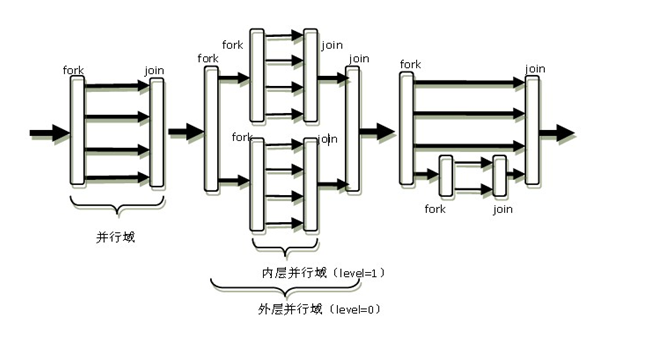 fork
join
并行域
fork
fork
join
join
fork
join
内层并行域（level=1）
外层并行域（level=0）
fork
join
fork
join